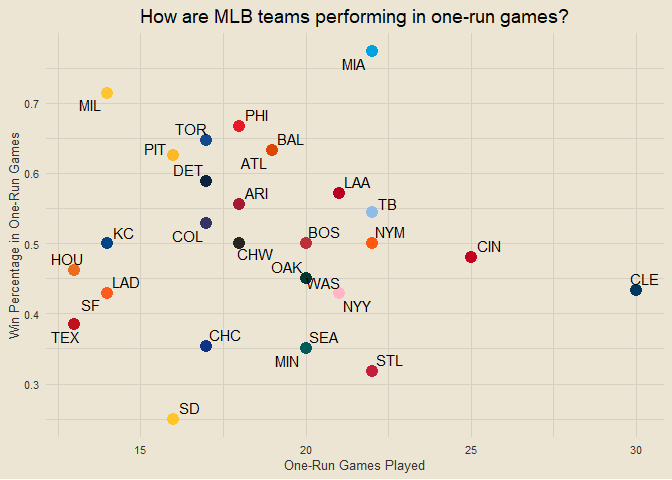 How are MLB teams performing in one-run games?
MIA
MIL
PHI
TOR
BAL
PIT
ATL
DET
LAA
ARI
TB
COL
KC
BOS
NYM
CHW
CIN
HOU
OAK
WAS
CLE
LAD
SF
NYY
TEX
CHC
SEA
MIN
STL
SD
0.7
0.6
0.5
0.4
0.3
Win Percentage in One-Run Games
15 20 25 30
One-Run Games Played